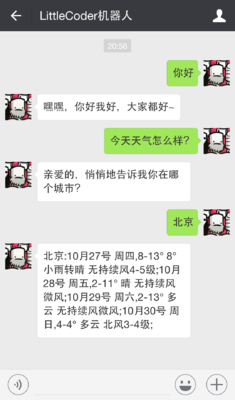 LittleCoder机器人
20:56
你好
嘿嘿，你好我好，大家都好~
今天天气怎么样？
亲爱的，悄悄地告诉我你在哪
个城市？
北京
北京:10月27号 周四,8-13° 8°
小雨转晴 无持续风4-5级;10月
28号 周五,2-11° 晴 无持续风
微风;10月29号 周六,2-13° 多
云 无持续风微风;10月30号 周
日,4-4° 多云 北风3-4级;